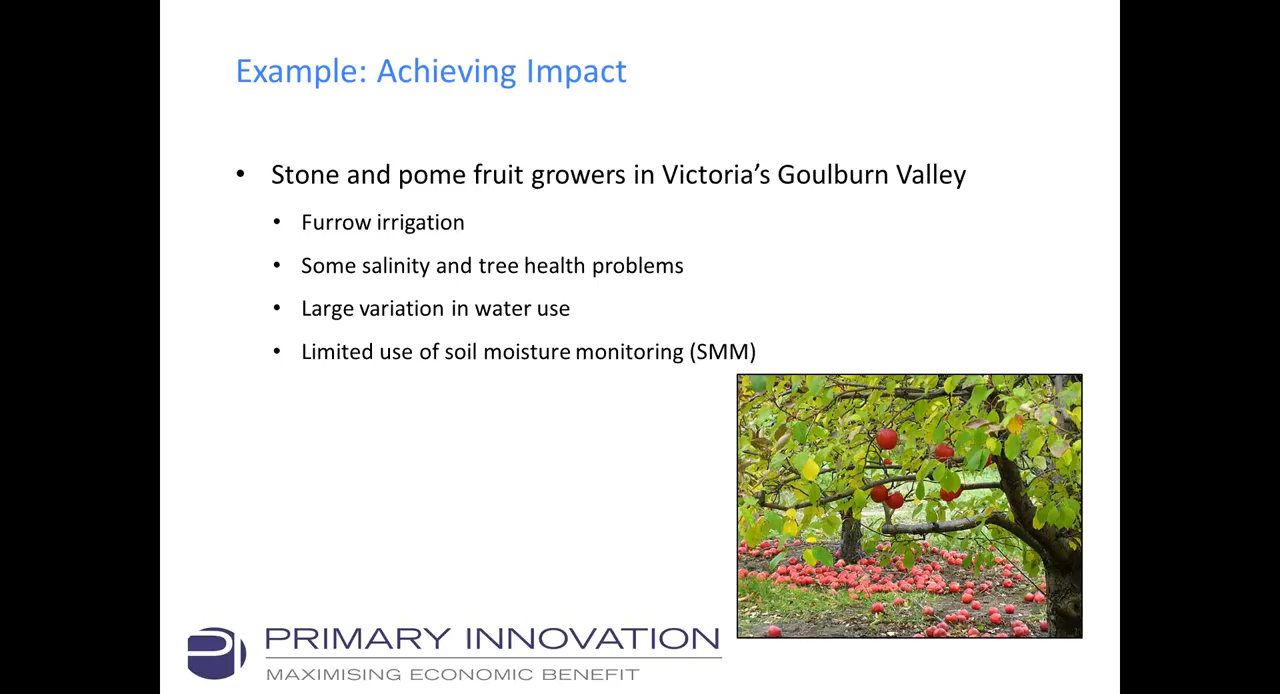 Example: Achieving Impact
• Stone and pome fruit growers in Victoria’s Goulburn Valley
• Furrow irrigation
• Some salinity and tree health problems
• Large variation in water use
• Limited use of soil moisture monitoring (SMM)
PRIMARY INNOVATION
MAXIMISING ECONOMIC BENEFIT